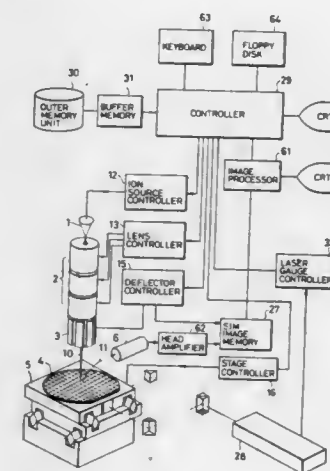 63
64
KEYBOARD
FLOPPY DISK
30
31
29
OUTER MEMORY UNIT
BUFFER MEMORY
CONTROLLER
CRT
12
61
ION SOURCE CONTROLLER
IMAGE PROCESSOR
CRT
1
13
LENS CONTROLLER
15
2
DEFLECTOR CONTROLLER
27
LASER GAUGE CONTROLLER
3
62
SIM IMAGE MEMORY
10
11
6
HEAD AMPLIFIER
4
5
STAGE CONTROLLER
16
28